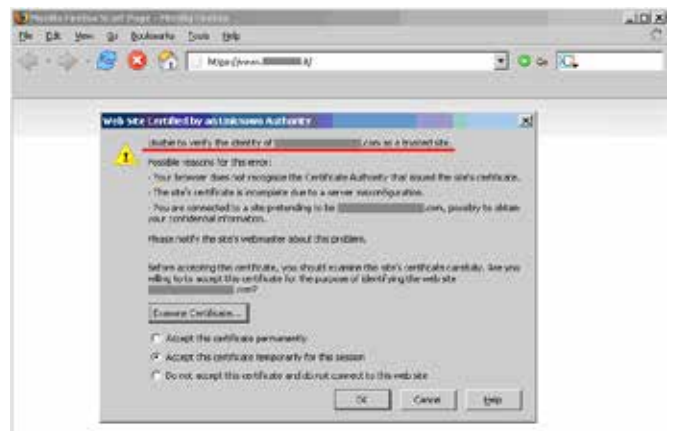 Mozilla Firefox Start Page - Mozilla Firefox
File Edit View Go Bookmarks Tools Help
https://www. .it/
Go
Web Site Certified by an Unknown Authority
Unable to verify the identity of .com as a trusted site.
Possible reasons for this error:
- Your browser does not recognize the Certificate Authority that issued the site's certificate.
- The site's certificate is incomplete due to a server misconfiguration.
- You are connected to a site pretending to be .com, possibly to obtain
your confidential information.
Please notify the site's webmaster about this problem.
Before accepting this certificate, you should examine this site's certificate carefully. Are you
willing to to accept this certificate for the purpose of identifying the web site
.com?
Examine Certificate...
Accept this certificate permanently
Accept this certificate temporarily for this session
Do not accept this certificate and do not connect to this web site
OK Cancel Help